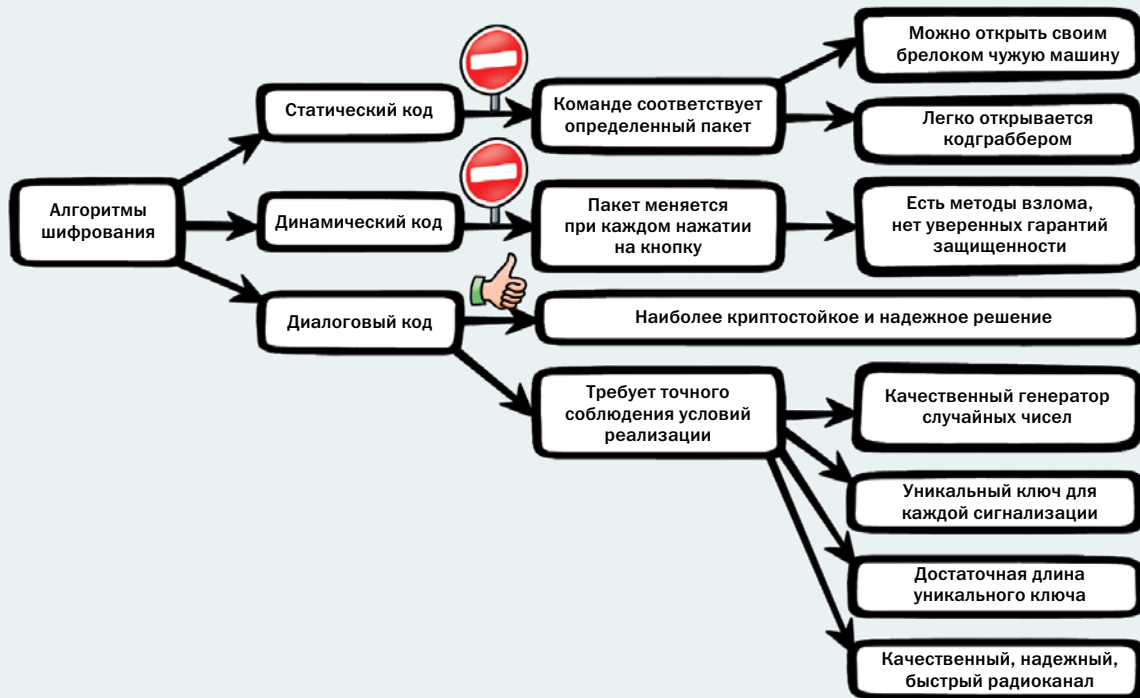 Алгоритмы
шифрования
Статический код
Команде соответствует
определенный пакет
Можно открыть своим
брелоком чужую машину
Легко открывается
кодграббером
Динамический код
Пакет меняется
при каждом нажатии
на кнопку
Есть методы взлома,
нет уверенных гарантий
защищенности
Диалоговый код
Наиболее криптостойкое и надежное решение
Требует точного
соблюдения условий
реализации
Качественный генератор
случайных чисел
Уникальный ключ для
каждой сигнализации
Достаточная длина
уникального ключа
Качественный, надежный,
быстрый радиоканал